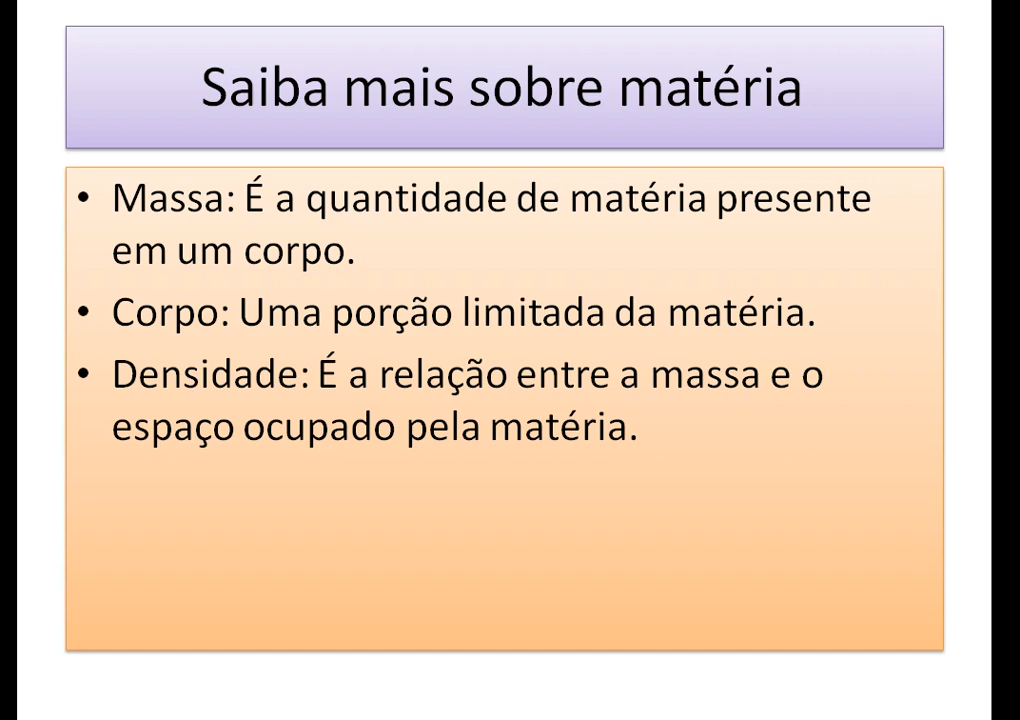 Saiba mais sobre matéria
• Massa: É a quantidade de matéria presente
em um corpo.
• Corpo: Uma porção limitada da matéria.
• Densidade: É a relação entre a massa e o
espaço ocupado pela matéria.